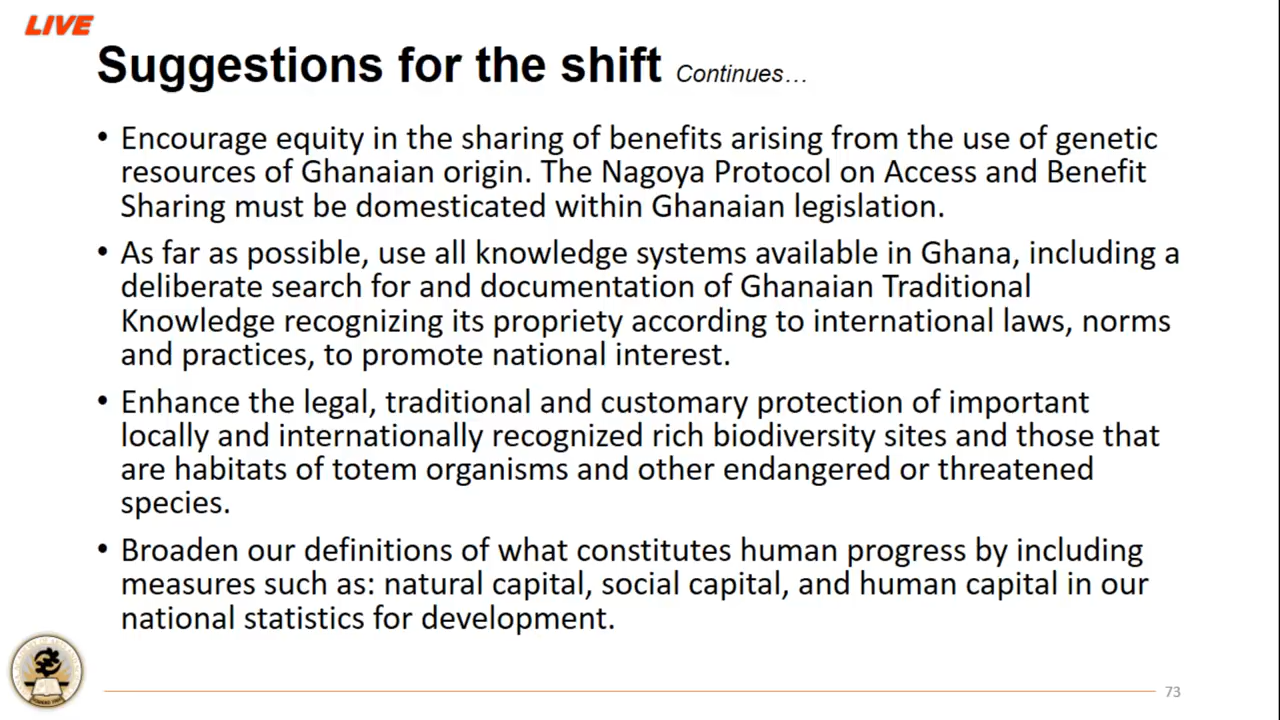 LIVE
Suggestions for the shift Continues…
• Encourage equity in the sharing of benefits arising from the use of genetic
resources of Ghanaian origin. The Nagoya Protocol on Access and Benefit
Sharing must be domesticated within Ghanaian legislation.
• As far as possible, use all knowledge systems available in Ghana, including a
deliberate search for and documentation of Ghanaian Traditional
Knowledge recognizing its propriety according to international laws, norms
and practices, to promote national interest.
• Enhance the legal, traditional and customary protection of important
locally and internationally recognized rich biodiversity sites and those that
are habitats of totem organisms and other endangered or threatened
species.
• Broaden our definitions of what constitutes human progress by including
measures such as: natural capital, social capital, and human capital in our
national statistics for development.
73